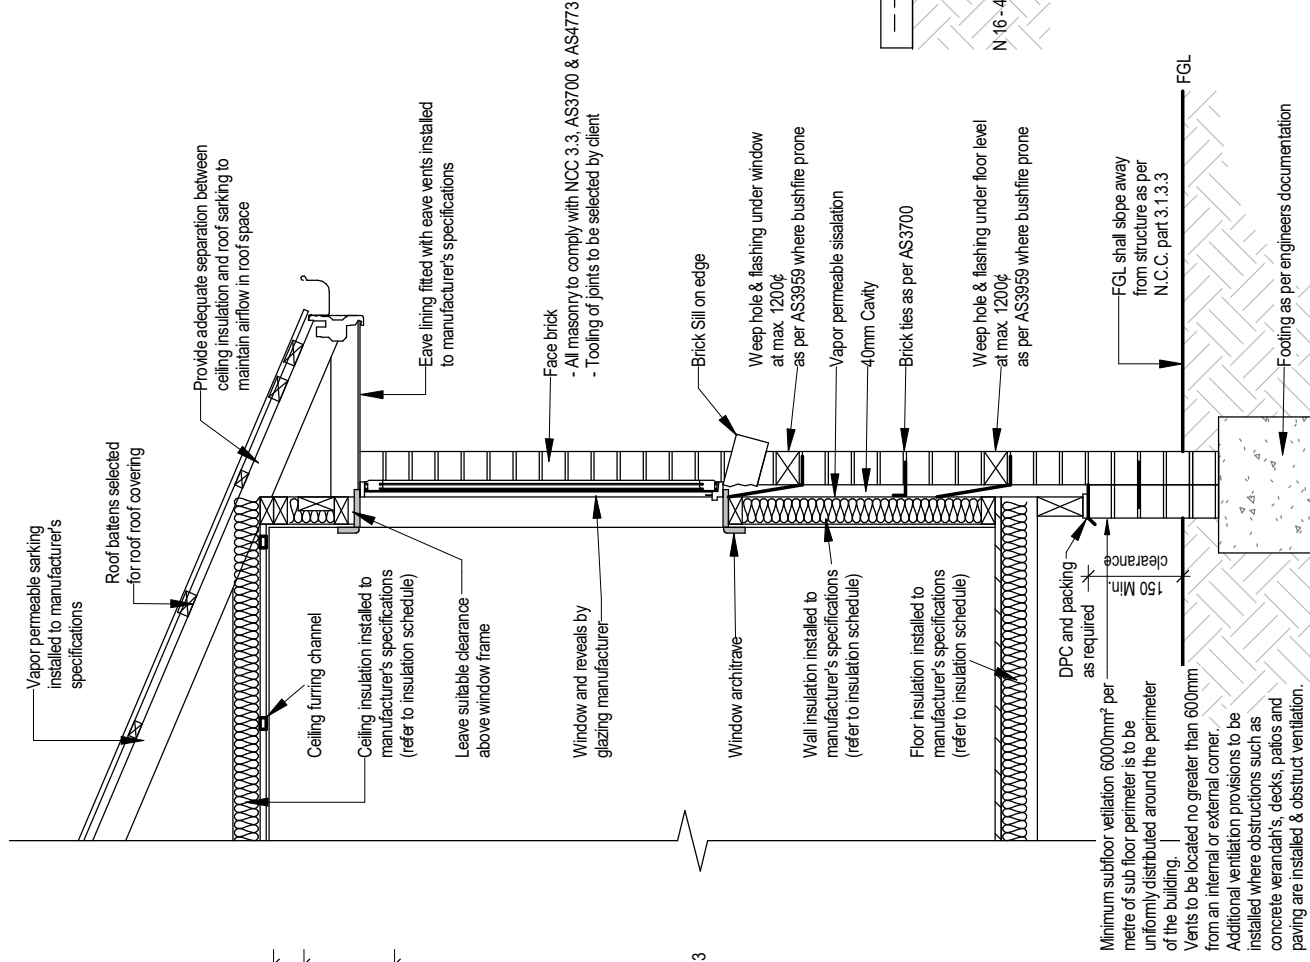 Vapor permeable sarking
installed to manufacturer's
specifications
Roof battens selected
for roof roof covering
Provide adequate separation between
ceiling insulation and roof sarking to
maintain airflow in roof space
Ceiling furring channel
Ceiling insulation installed to
manufacturer's specifications
(refer to insulation schedule)
Leave suitable clearance
above window frame
Eave lining fitted with eave vents installed
to manufacturer's specifications
Window and reveals by
glazing manufacturer
Face brick
- All masonry to comply with NCC 3.3, AS3700 & AS4773
- Tooling of joints to be selected by client
Window architrave
Brick Sill on edge
Weep hole & flashing under window
at max. 1200¢
as per AS3959 where bushfire prone
Wall insulation installed to
manufacturer's specifications
(refer to insulation schedule)
Vapor permeable sisalation
40mm Cavity
Brick ties as per AS3700
Floor insulation installed to
manufacturer's specifications
(refer to insulation schedule)
Weep hole & flashing under floor level
at max. 1200¢
as per AS3959 where bushfire prone
DPC and packing
as required
150 Min.
clearance
FGL shall slope away
from structure as per
N.C.C. part 3.1.3.3
FGL
Minimum subfloor vetilation 6000mm² per
metre of sub floor perimeter is to be
uniformly distributed around the perimeter
of the building.
Vents to be located no greater than 600mm
from an internal or external corner.
Additional ventilation provisions to be
installed where obstructions such as
concrete verandah's, decks, patios and
paving are installed & obstruct ventilation.
Footing as per engineers documentation
N 16 - 4
3